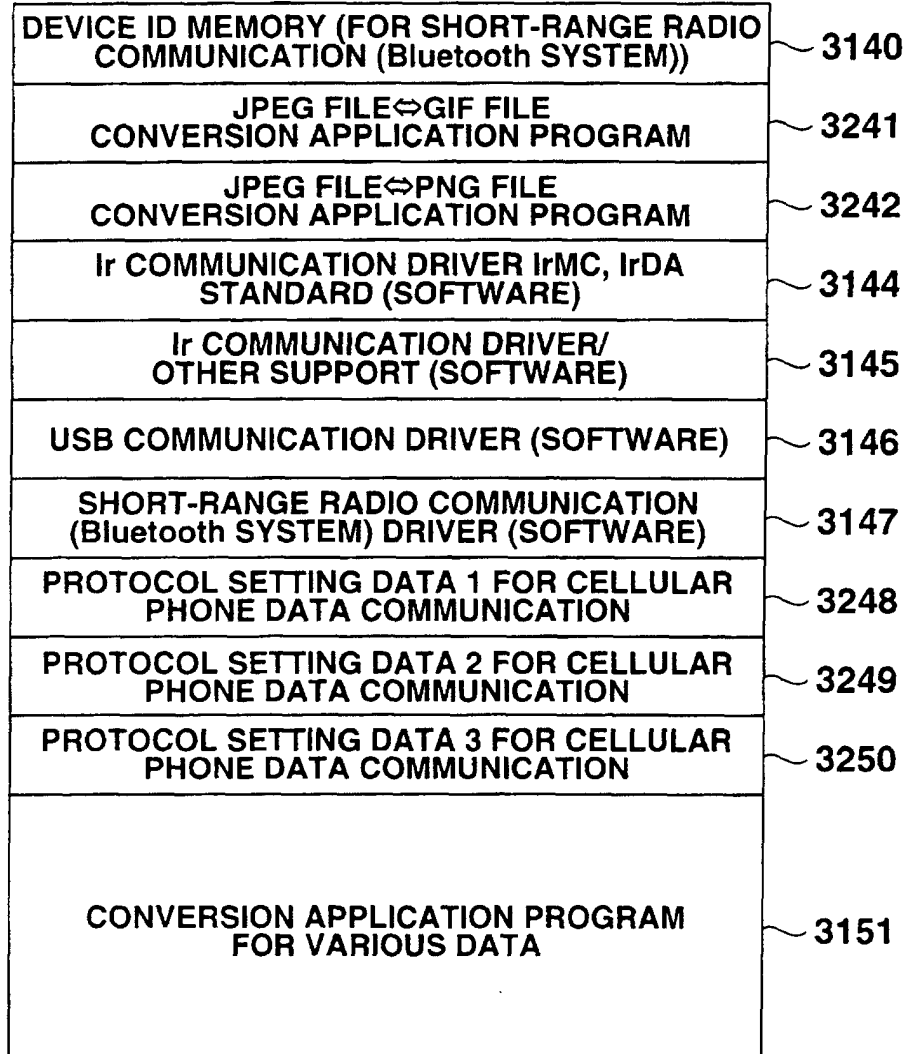 DEVICE ID MEMORY (FOR SHORT-RANGE RADIO
COMMUNICATION (Bluetooth SYSTEM))
3140
JPEG FILE⇔GIF FILE
CONVERSION APPLICATION PROGRAM
3241
JPEG FILE⇔PNG FILE
CONVERSION APPLICATION PROGRAM
3242
Ir COMMUNICATION DRIVER IrMC, IrDA
STANDARD (SOFTWARE)
3144
Ir COMMUNICATION DRIVER/
OTHER SUPPORT (SOFTWARE)
3145
USB COMMUNICATION DRIVER (SOFTWARE)
3146
SHORT-RANGE RADIO COMMUNICATION
(Bluetooth SYSTEM) DRIVER (SOFTWARE)
3147
PROTOCOL SETTING DATA 1 FOR CELLULAR
PHONE DATA COMMUNICATION
3248
PROTOCOL SETTING DATA 2 FOR CELLULAR
PHONE DATA COMMUNICATION
3249
PROTOCOL SETTING DATA 3 FOR CELLULAR
PHONE DATA COMMUNICATION
3250
CONVERSION APPLICATION PROGRAM
FOR VARIOUS DATA
3151